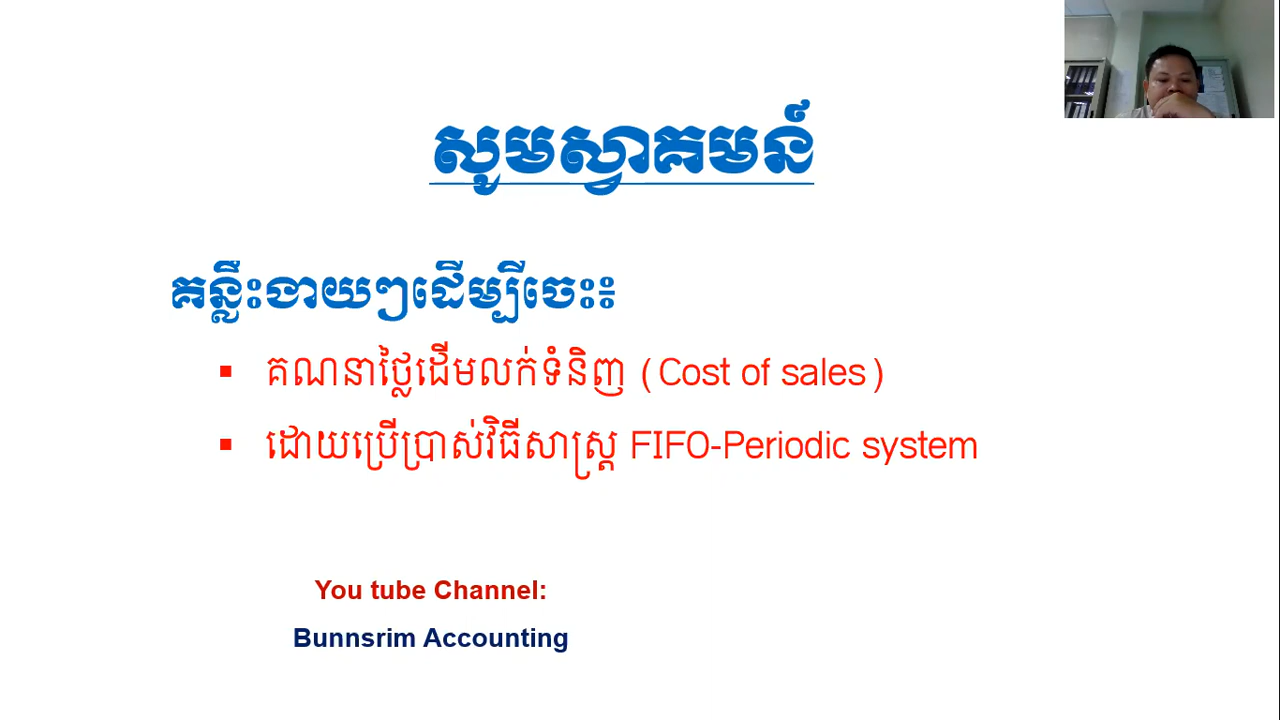 សូមស្វាគមន៍
គន្លឹះងាយៗដើម្បីចេះ៖
▪ គណនាថ្លៃដើមលក់ទំនិញ (Cost of sales)
▪ ដោយប្រើប្រាស់វិធីសាស្ត្រ FIFO-Periodic system
You tube Channel:
Bunnsrim Accounting